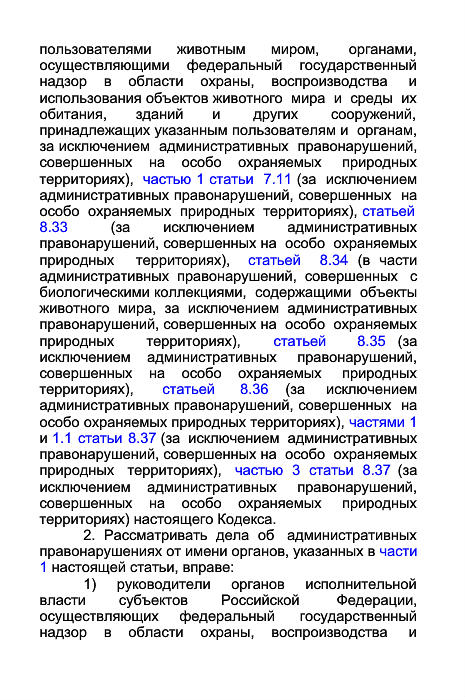 пользователями животным миром, органами,
осуществляющими федеральный государственный
надзор в области охраны, воспроизводства и
использования объектов животного мира и среды их
обитания, зданий и других сооружений,
принадлежащих указанным пользователям и органам,
за исключением административных правонарушений,
совершенных на особо охраняемых природных
территориях), частью 1 статьи 7.11 (за исключением
административных правонарушений, совершенных на
особо охраняемых природных территориях), статьей
8.33 (за исключением административных
правонарушений, совершенных на особо охраняемых
природных территориях), статьей 8.34 (в части
административных правонарушений, совершенных с
биологическими коллекциями, содержащими объекты
животного мира, за исключением административных
правонарушений, совершенных на особо охраняемых
природных территориях), статьей 8.35 (за
исключением административных правонарушений,
совершенных на особо охраняемых природных
территориях), статьей 8.36 (за исключением
административных правонарушений, совершенных на
особо охраняемых природных территориях), частями 1
и 1.1 статьи 8.37 (за исключением административных
правонарушений, совершенных на особо охраняемых
природных территориях), частью 3 статьи 8.37 (за
исключением административных правонарушений,
совершенных на особо охраняемых природных
территориях) настоящего Кодекса.
2. Рассматривать дела об административных
правонарушениях от имени органов, указанных в части
1 настоящей статьи, вправе:
1) руководители органов исполнительной
власти субъектов Российской Федерации,
осуществляющих федеральный государственный
надзор в области охраны, воспроизводства и